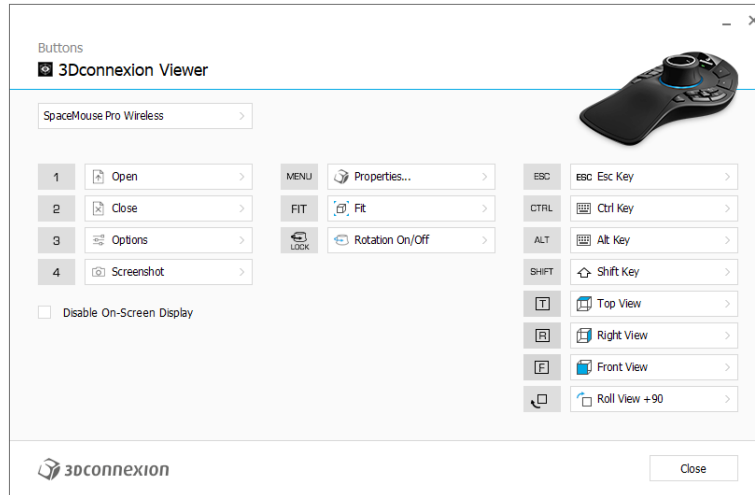 Buttons
3Dconnexion Viewer
SpaceMouse Pro Wireless
1 Open
2 Close
3 Options
4 Screenshot
Disable On-Screen Display
MENU Properties...
FIT Fit
LOCK Rotation On/Off
ESC ESC Esc Key
CTRL Ctrl Key
ALT Alt Key
SHIFT Shift Key
T Top View
R Right View
F Front View
Roll View +90
3Dconnexion
Close